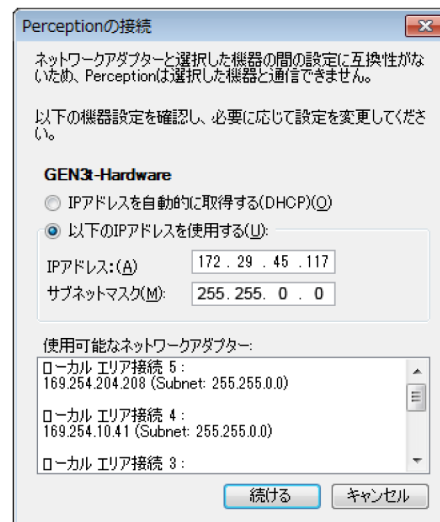 Perceptionの接続
ネットワークアダプターと選択した機器の間の設定に互換性がな
いため、Perceptionは選択した機器と通信できません。
以下の機器設定を確認し、必要に応じて設定を変更してくださ
い。
GEN3t-Hardware
IPアドレスを自動的に取得する(DHCP)(O)
以下のIPアドレスを使用する(U):
IPアドレス:(A) 172 . 29 . 45 .117
サブネットマスク(M): 255.255. 0 . 0
使用可能なネットワークアダプター:
ローカル エリア接続 5 :
169.254.204.208 (Subnet: 255.255.0.0)
ローカル エリア接続 4 :
169.254.10.41 (Subnet: 255.255.0.0)
ローカル エリア接続 3 :
続ける キャンセル